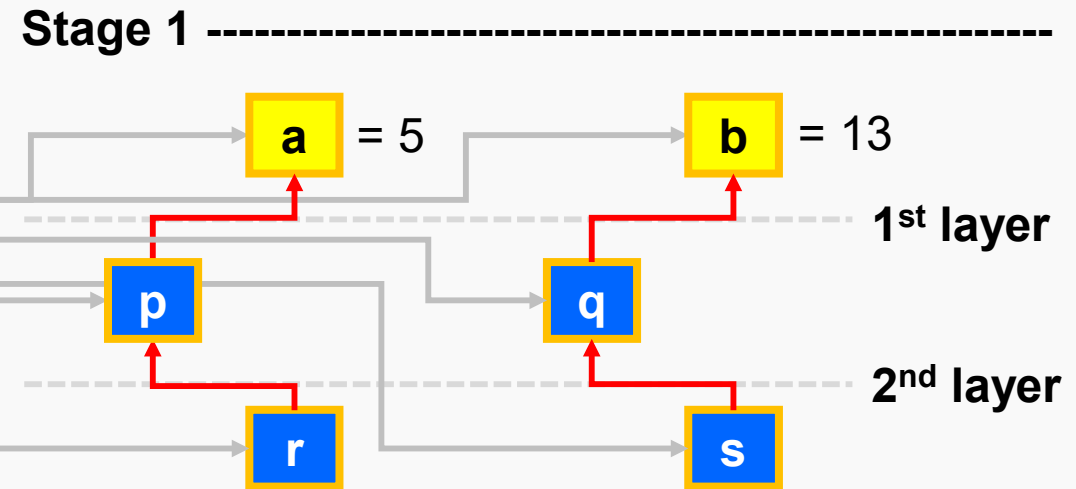 Stage 1
a = 5
b = 13
1st layer
p
q
2nd layer
r
s